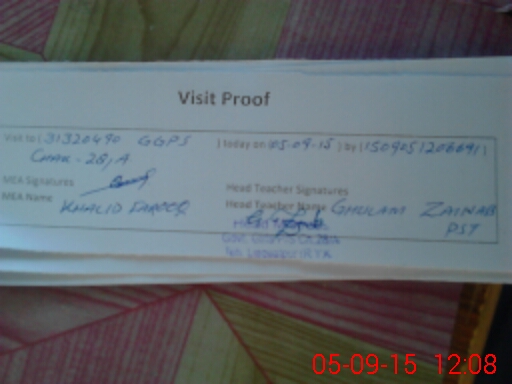 Visit Proof
Visit to ( 31320490 GGPS ) today on (05-09-15 ) by (150905120669 )
CHAK-28/A
MEA Signatures
Head Teacher Signatures
MEA Name KHALID FAROOQ
Head Teacher Name GHULAM ZAINAB
PST
05-09-15 12:08